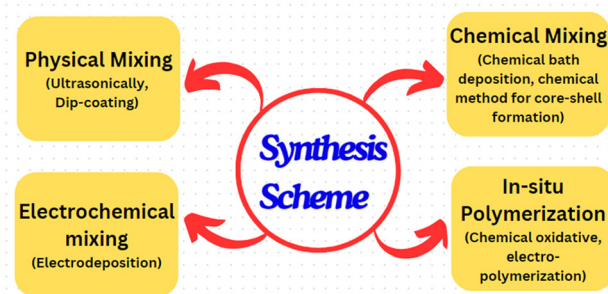 Physical Mixing
(Ultrasonically,
Dip-coating)
Chemical Mixing
(Chemical bath
deposition, chemical
method for core-shell
formation)
Synthesis
Scheme
Electrochemical
mixing
(Electrodeposition)
In-situ
Polymerization
(Chemical oxidative,
electro-
polymerization)